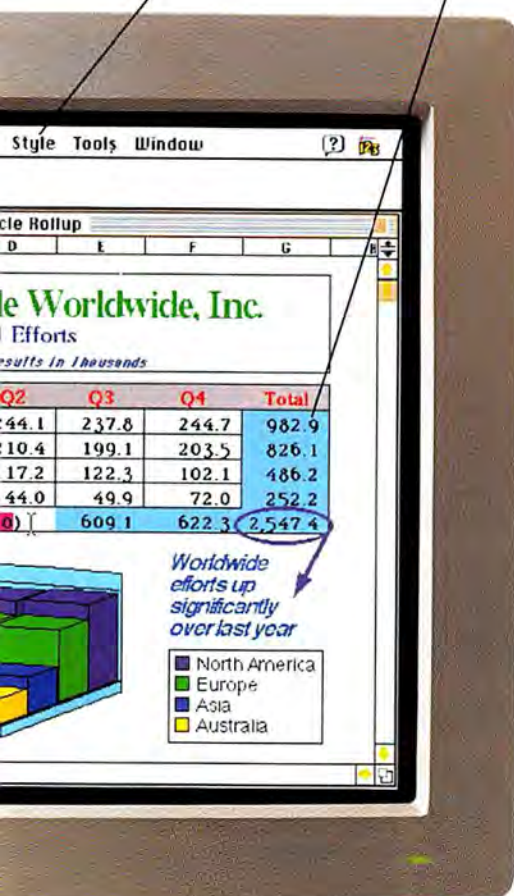 Style Tools Window
cle Rollup
D E F G H
le Worldwide, Inc.
l Efforts
esults in Thousands
Q2 Q3 Q4 Total
244.1 237.8 244.7 982.9
210.4 199.1 203.5 826.1
17.2 122.3 102.1 486.2
44.0 49.9 72.0 252.2
0) 609.1 622.3 2,547.4
Worldwide
efforts up
significantly
over last year
North America
Europe
Asia
Australia